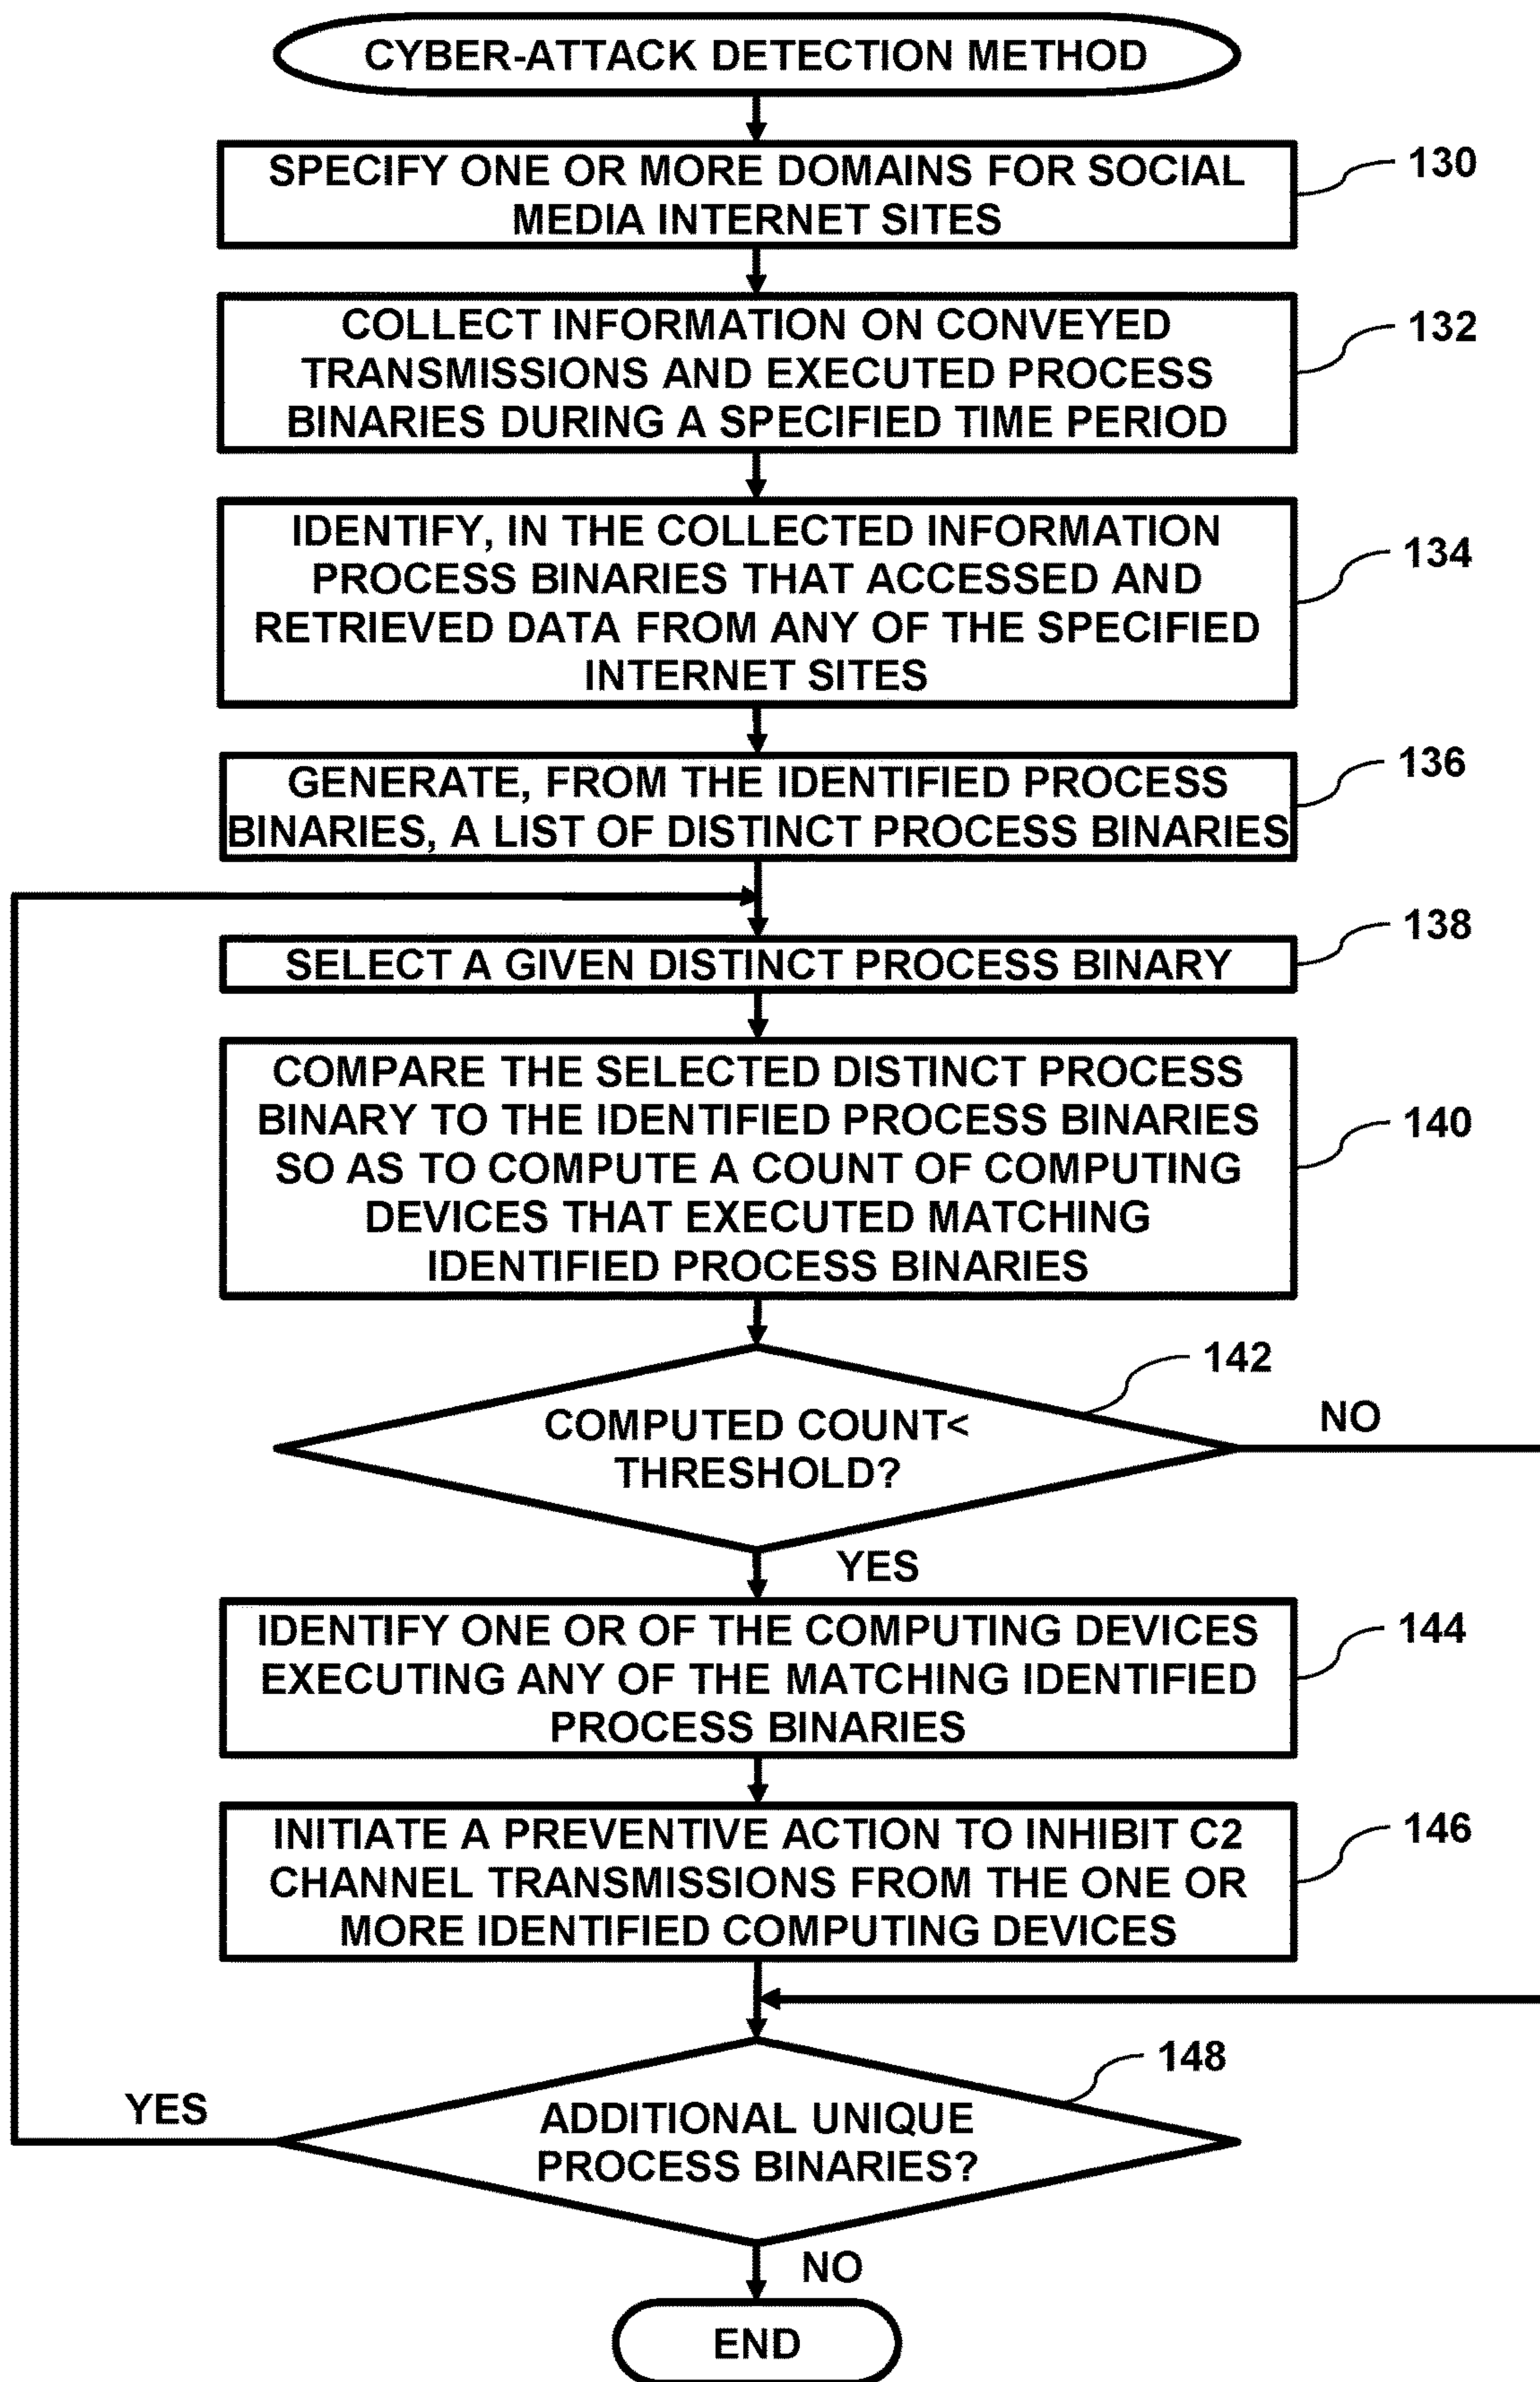 CYBER-ATTACK DETECTION METHOD
SPECIFY ONE OR MORE DOMAINS FOR SOCIAL
MEDIA INTERNET SITES
130
COLLECT INFORMATION ON CONVEYED
TRANSMISSIONS AND EXECUTED PROCESS
BINARIES DURING A SPECIFIED TIME PERIOD
132
IDENTIFY, IN THE COLLECTED INFORMATION
PROCESS BINARIES THAT ACCESSED AND
RETRIEVED DATA FROM ANY OF THE SPECIFIED
INTERNET SITES
134
GENERATE, FROM THE IDENTIFIED PROCESS
BINARIES, A LIST OF DISTINCT PROCESS BINARIES
136
SELECT A GIVEN DISTINCT PROCESS BINARY
138
COMPARE THE SELECTED DISTINCT PROCESS
BINARY TO THE IDENTIFIED PROCESS BINARIES
SO AS TO COMPUTE A COUNT OF COMPUTING
DEVICES THAT EXECUTED MATCHING
IDENTIFIED PROCESS BINARIES
140
COMPUTED COUNT<
THRESHOLD?
142
NO
YES
IDENTIFY ONE OR OF THE COMPUTING DEVICES
EXECUTING ANY OF THE MATCHING IDENTIFIED
PROCESS BINARIES
144
INITIATE A PREVENTIVE ACTION TO INHIBIT C2
CHANNEL TRANSMISSIONS FROM THE ONE OR
MORE IDENTIFIED COMPUTING DEVICES
146
ADDITIONAL UNIQUE
PROCESS BINARIES?
148
YES
NO
END